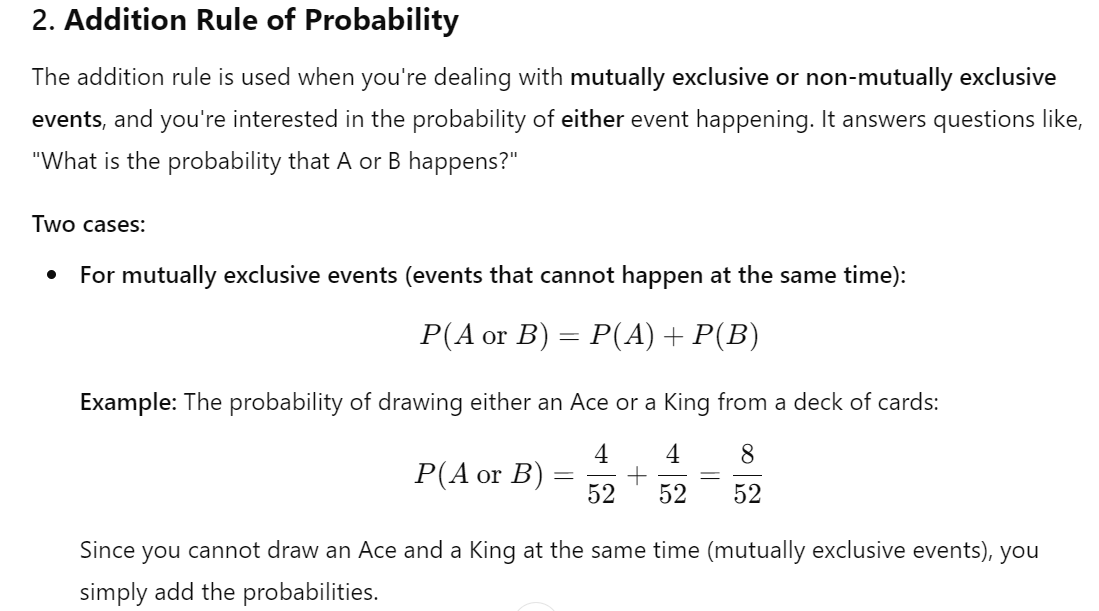 2. Addition Rule of Probability
The addition rule is used when you're dealing with mutually exclusive or non-mutually exclusive
events, and you're interested in the probability of either event happening. It answers questions like,
"What is the probability that A or B happens?"
Two cases:
• For mutually exclusive events (events that cannot happen at the same time):
P(A or B) = P(A) + P(B)
Example: The probability of drawing either an Ace or a King from a deck of cards:
P(A or B) = 4/52 + 4/52 = 8/52
Since you cannot draw an Ace and a King at the same time (mutually exclusive events), you
simply add the probabilities.